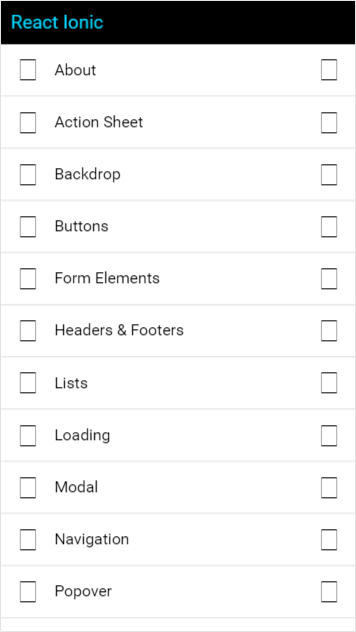 React Ionic
About
Action Sheet
Backdrop
Buttons
Form Elements
Headers & Footers
Lists
Loading
Modal
Navigation
Popover